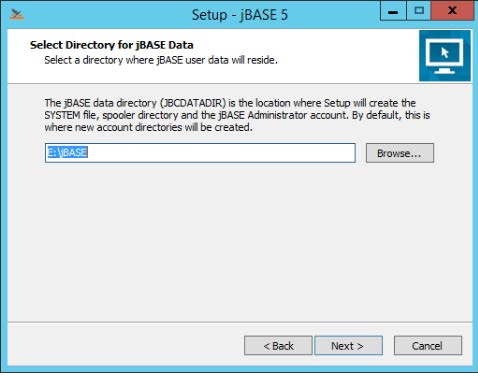 Setup - jBASE 5
Select Directory for jBASE Data
Select a directory where jBASE user data will reside.
The jBASE data directory (JBCDATADIR) is the location where Setup will create the
SYSTEM file, spooler directory and the jBASE Administrator account. By default, this is
where new account directories will be created.
E:\jBASE
Browse...
< Back
Next >
Cancel